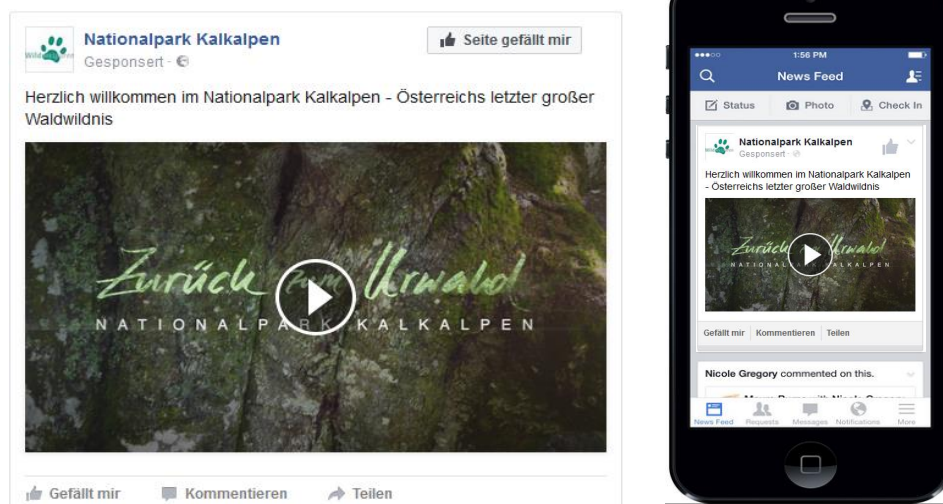 Nationalpark Kalkalpen
Gesponsert ·
Seite gefällt mir
Herzlich willkommen im Nationalpark Kalkalpen - Österreichs letzter großer
Waldwildnis
Zurück zum Urwald
NATIONALPARK KALKALPEN
Gefällt mir Kommentieren Teilen
1:56 PM
News Feed
Status Photo Check In
Nationalpark Kalkalpen
Gesponsert ·
Herzlich willkommen im Nationalpark Kalkalpen
- Österreichs letzter großer Waldwildnis
Zurück Urwald
NATIONALPARK KALKALPEN
Gefällt mir Kommentieren Teilen
Nicole Gregory commented on this.
News Feed Requests Messages Notifications More